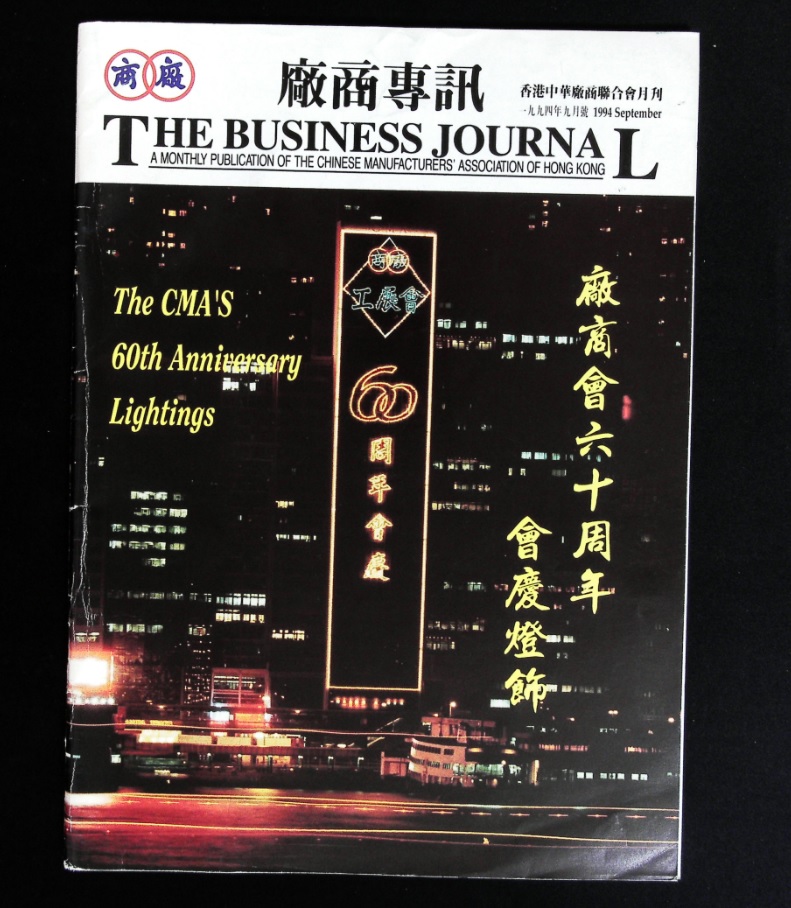 商廠
廠商專訊
香港中華廠商聯合會月刊
一九九四年九月號 1994 September
THE BUSINESS JOURNAL
A MONTHLY PUBLICATION OF THE CHINESE MANUFACTURERS' ASSOCIATION OF HONG KONG
商廠
工展會
60
周年會慶
The CMA'S
60th Anniversary
Lightings
廠商會六十周年
會慶燈飾